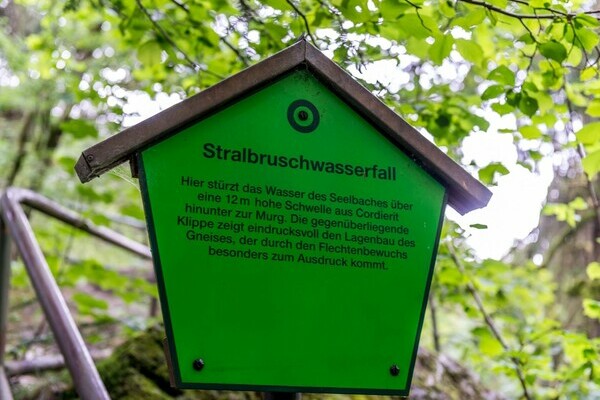 Stralbruschwasserfall
Hier stürzt das Wasser des Seelbaches über
eine 12 m hohe Schwelle aus Cordierit
hinunter zur Murg. Die gegenüberliegende
Klippe zeigt eindrucksvoll den Lagenbau des
Gneises, der durch den Flechtenbewuchs
besonders zum Ausdruck kommt.